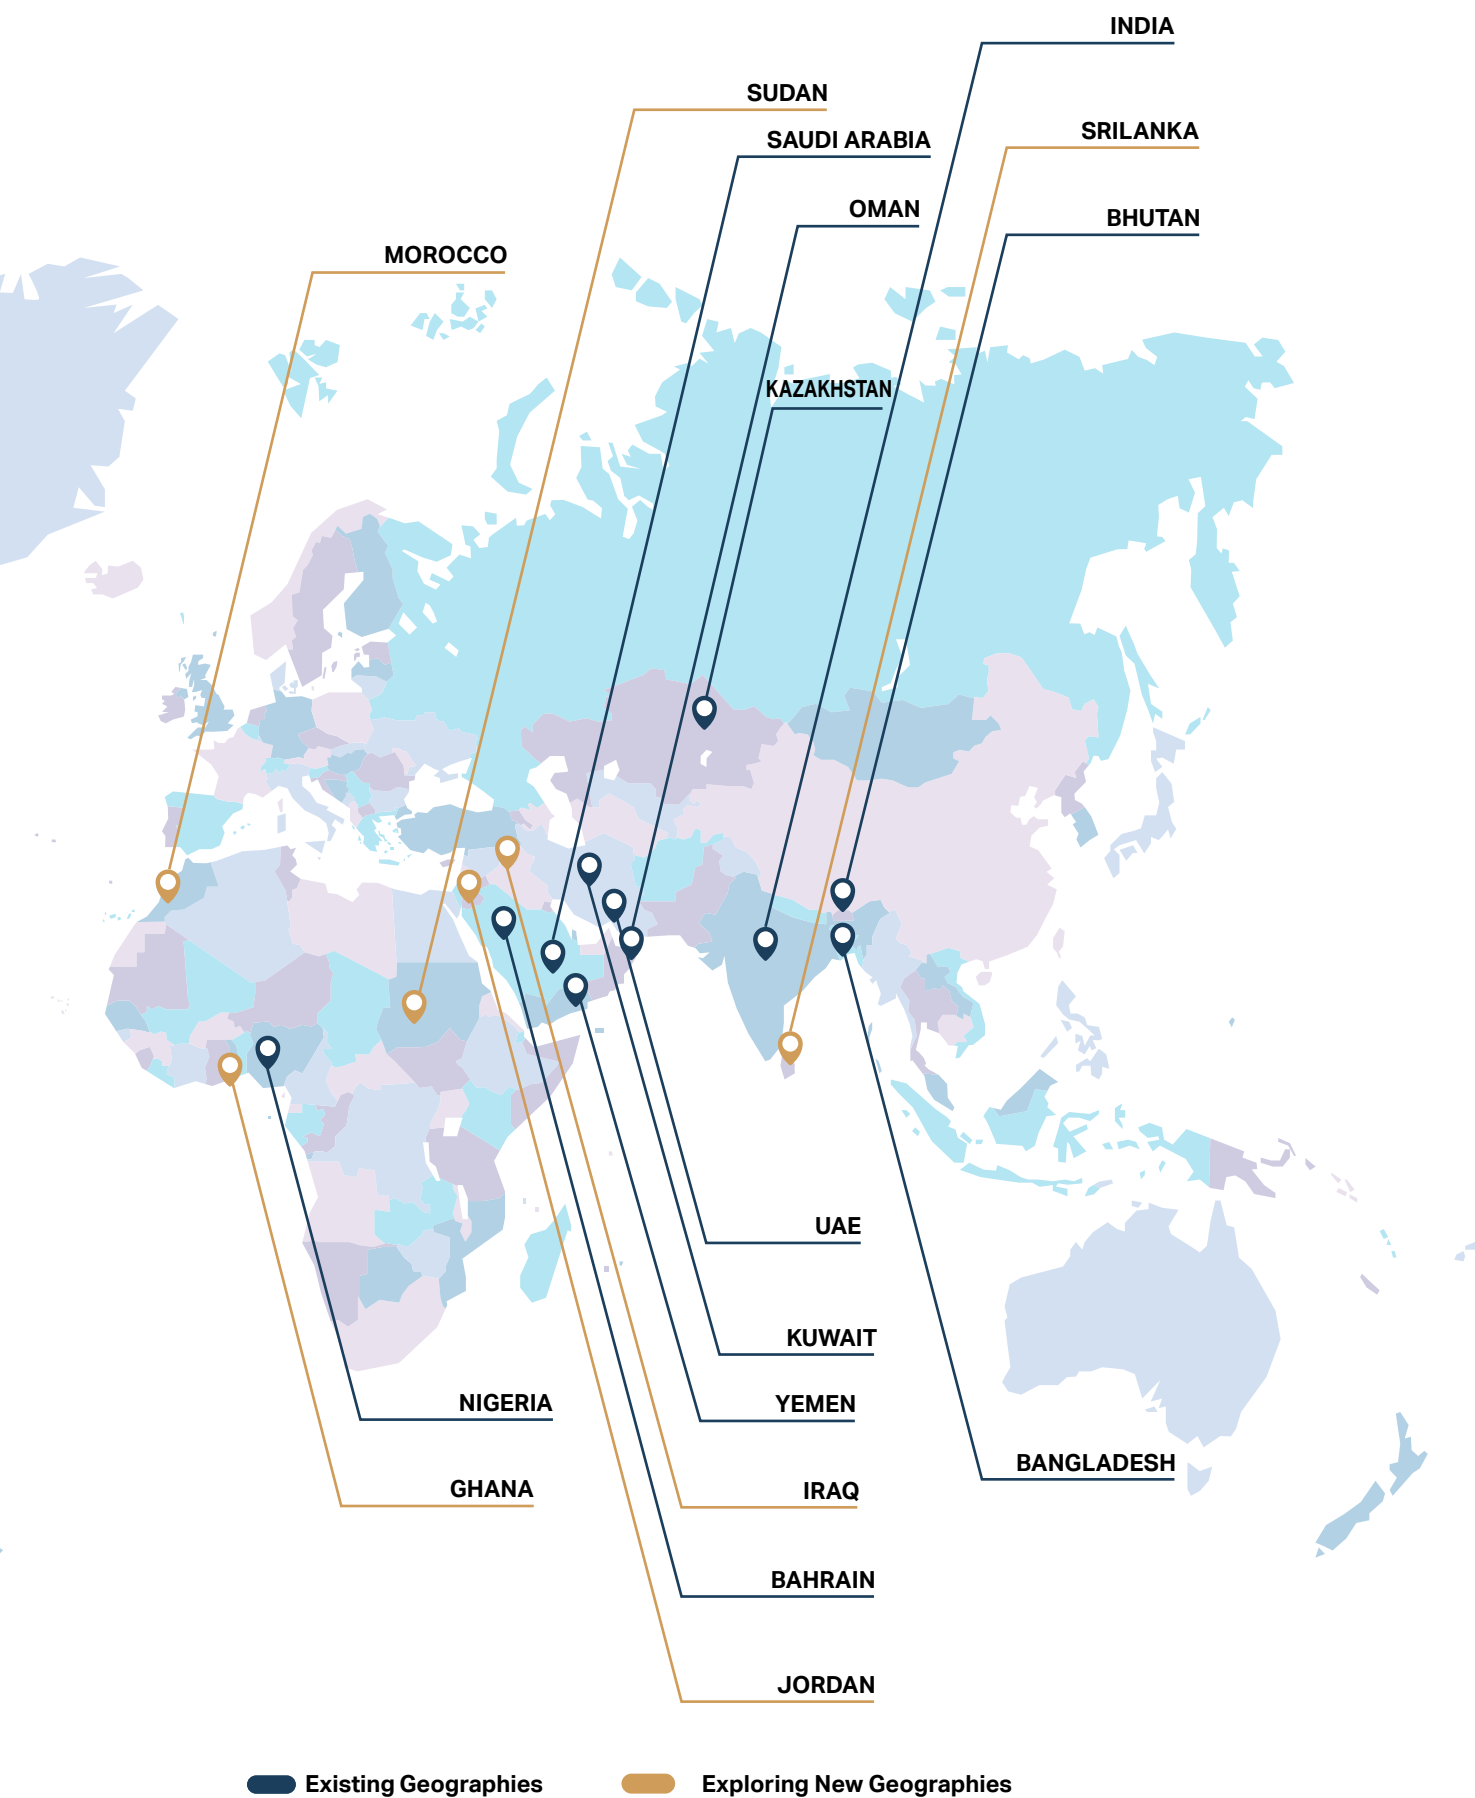 INDIA
SUDAN
SRILANKA
SAUDI ARABIA
OMAN
BHUTAN
MOROCCO
KAZAKHSTAN
UAE
KUWAIT
NIGERIA
YEMEN
BANGLADESH
GHANA
IRAQ
BAHRAIN
JORDAN
Existing Geographies
Exploring New Geographies